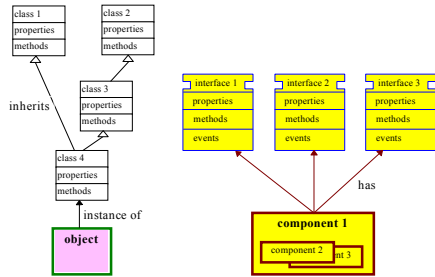 class 1
properties
methods
class 2
properties
methods
class 3
properties
methods
inherits
class 4
properties
methods
instance of
object
interface 1
properties
methods
events
interface 2
properties
methods
events
interface 3
properties
methods
events
has
component 1
component 2
ent 3